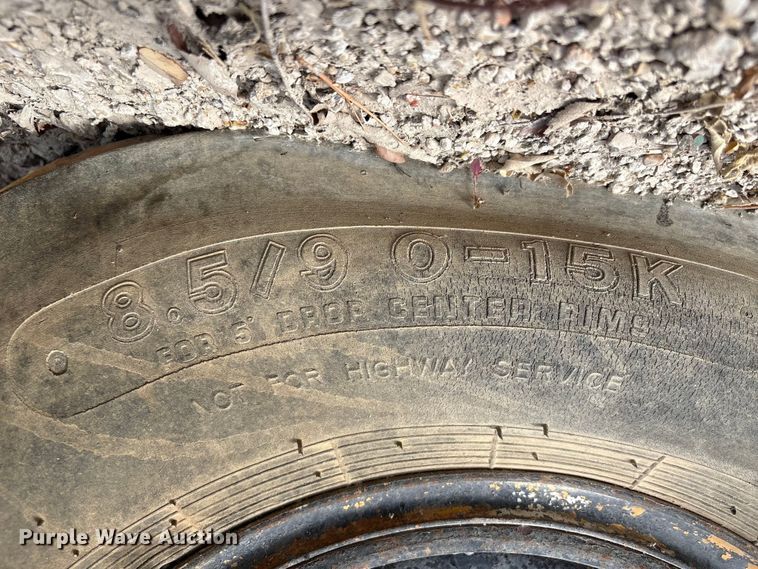 8.5/9 0-15K
FOR 5° DROP CENTER RIMS
NOT FOR HIGHWAY SERVICE
Purple Wave Auction